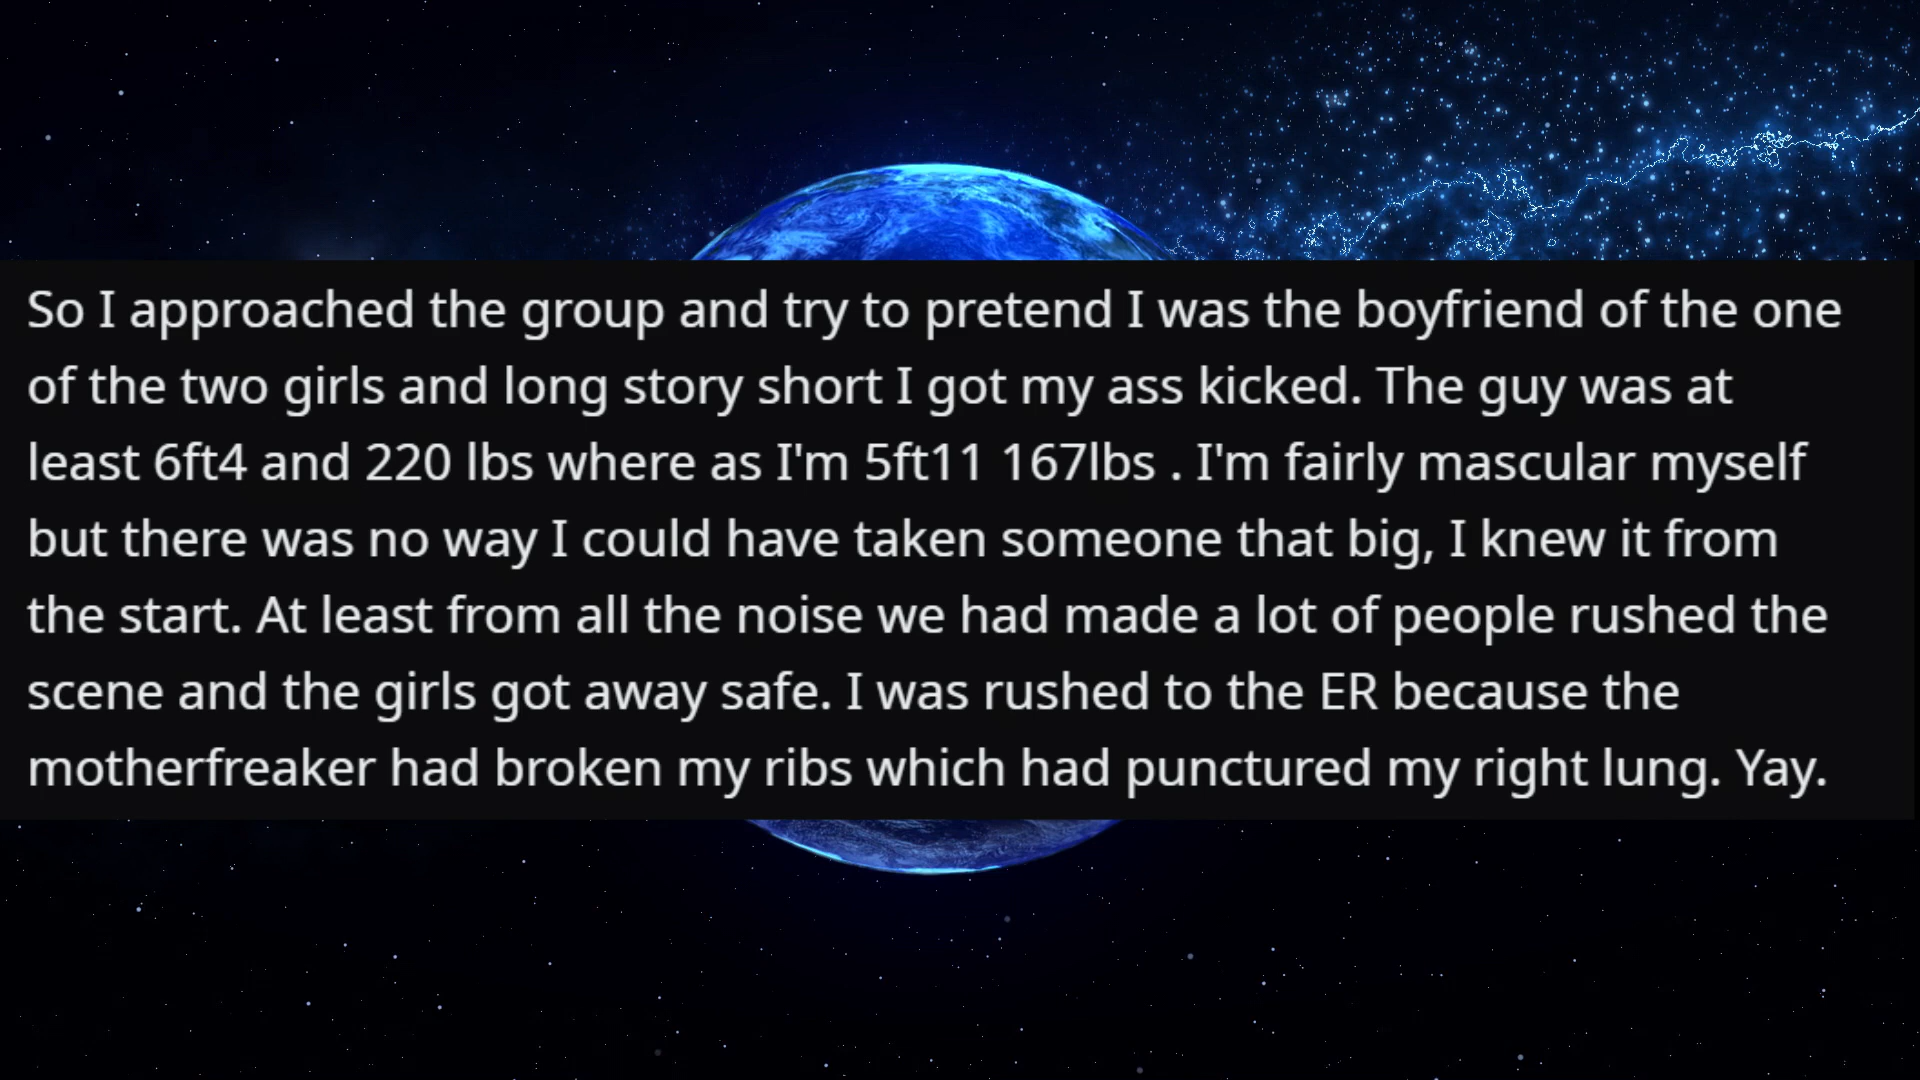 So I approached the group and try to pretend I was the boyfriend of the one
of the two girls and long story short I got my ass kicked. The guy was at
least 6ft4 and 220 lbs where as I'm 5ft11 167lbs . I'm fairly mascular myself
but there was no way I could have taken someone that big, I knew it from
the start. At least from all the noise we had made a lot of people rushed the
scene and the girls got away safe. I was rushed to the ER because the
motherfreaker had broken my ribs which had punctured my right lung. Yay.